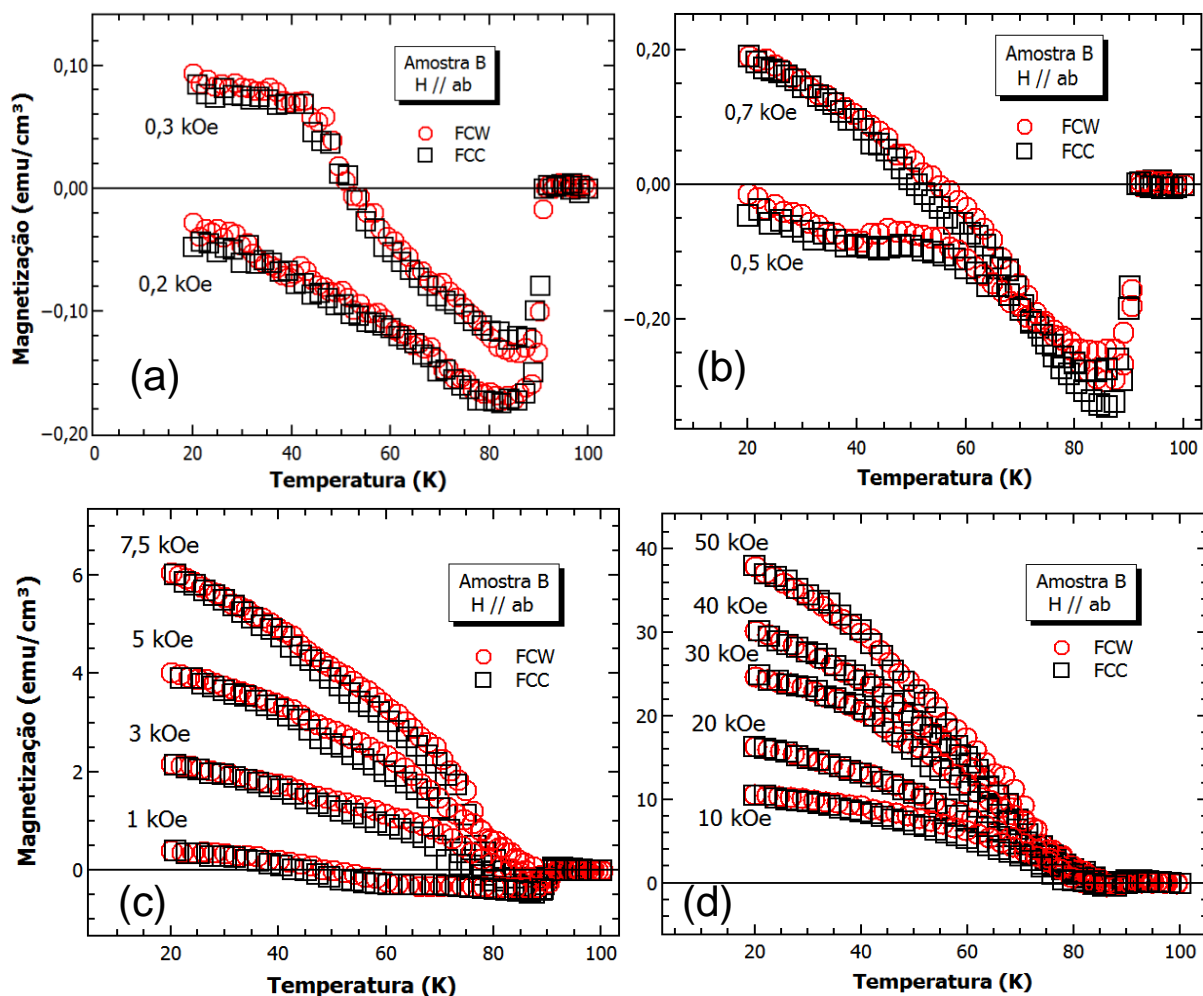 Magnetização (emu/cm³)
0,10
0,00
−0,10
−0,20
Amostra B
H // ab
FCW
FCC
0,3 kOe
0,2 kOe
(a)
0 20 40 60 80 100
Temperatura (K)
0,20
0,00
−0,20
Amostra B
H // ab
FCW
FCC
0,7 kOe
0,5 kOe
(b)
20 40 60 80 100
Temperatura (K)
Magnetização (emu/cm³)
6
4
2
0
7,5 kOe
5 kOe
3 kOe
1 kOe
Amostra B
H // ab
FCW
FCC
(c)
20 40 60 80 100
Temperatura (K)
40
30
20
10
0
50 kOe
40 kOe
30 kOe
20 kOe
10 kOe
Amostra B
H // ab
FCW
FCC
(d)
20 40 60 80 100
Temperatura (K)